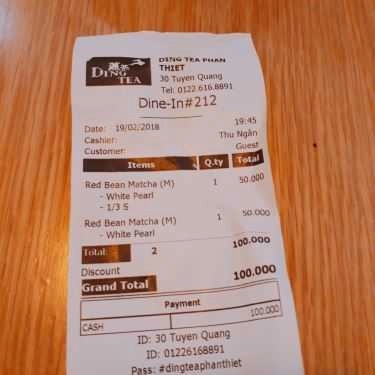 DING TEA
DING TEA PHAN THIET
30 Tuyen Quang
Tel: 0122.616.8891
Dine-In#212
Date: 19/02/2018 19:45
Cashier: Thu Ngân
Customer: Guest
Items Q.ty Total
Red Bean Matcha (M) 1 50.000
- White Pearl
- 1/3 S
Red Bean Matcha (M) 1 50.000
- White Pearl
Total: 2 100.000
Discount
Grand Total 100.000
Payment
CASH 100.000
ID: 30 Tuyen Quang
ID: 01226168891
Pass: #dingteaphanthiet